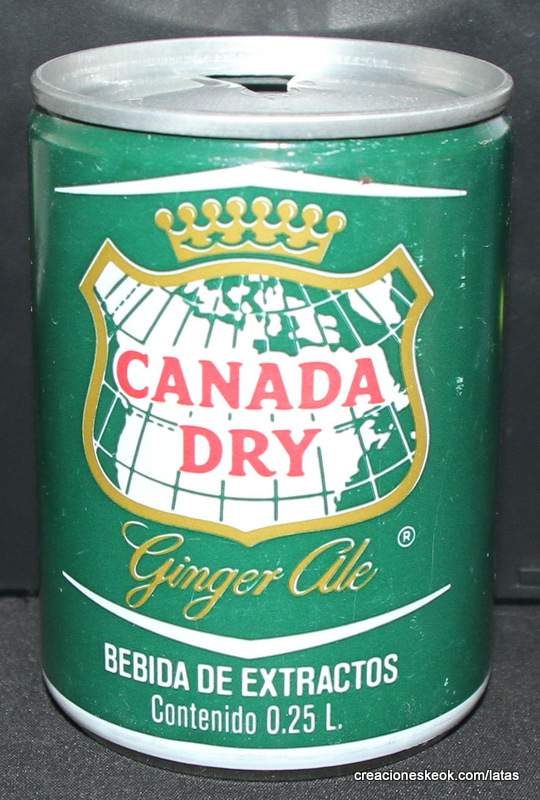 CANADA
DRY
Ginger Ale ®
BEBIDA DE EXTRACTOS
Contenido 0.25 L.
creacioneskeok.com/latas